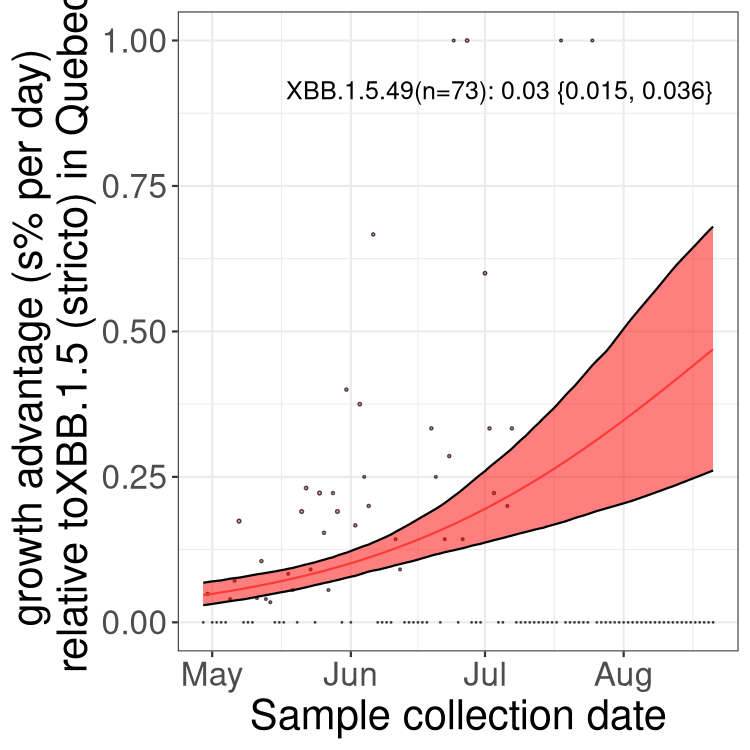 growth advantage (s% per day)
relative toXBB.1.5 (stricto) in Quebec
1.00
0.75
0.50
0.25
0.00
XBB.1.5.49(n=73): 0.03 {0.015, 0.036}
May Jun Jul Aug
Sample collection date